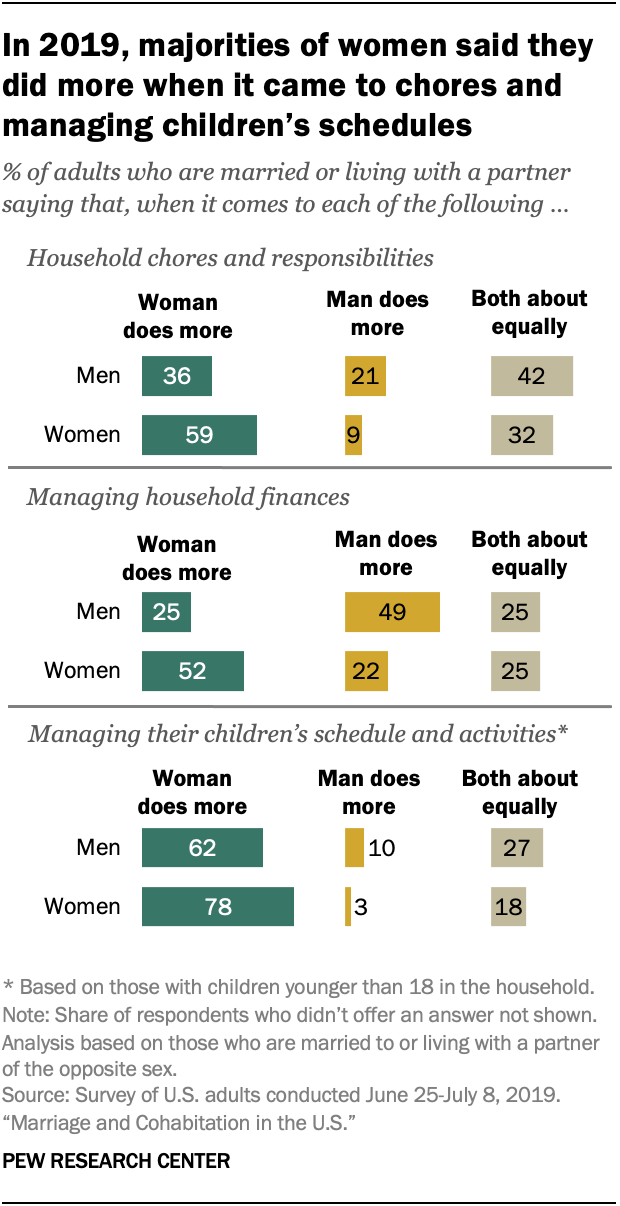 In 2019, majorities of women said they
did more when it came to chores and
managing children’s schedules
% of adults who are married or living with a partner
saying that, when it comes to each of the following ...
Household chores and responsibilities
Woman does more
Man does more
Both about equally
Men 36 21 42
Women 59 9 32
Managing household finances
Woman does more
Man does more
Both about equally
Men 25 49 25
Women 52 22 25
Managing their children’s schedule and activities*
Woman does more
Man does more
Both about equally
Men 62 10 27
Women 78 3 18
* Based on those with children younger than 18 in the household.
Note: Share of respondents who didn’t offer an answer not shown.
Analysis based on those who are married to or living with a partner
of the opposite sex.
Source: Survey of U.S. adults conducted June 25-July 8, 2019.
“Marriage and Cohabitation in the U.S.”
PEW RESEARCH CENTER